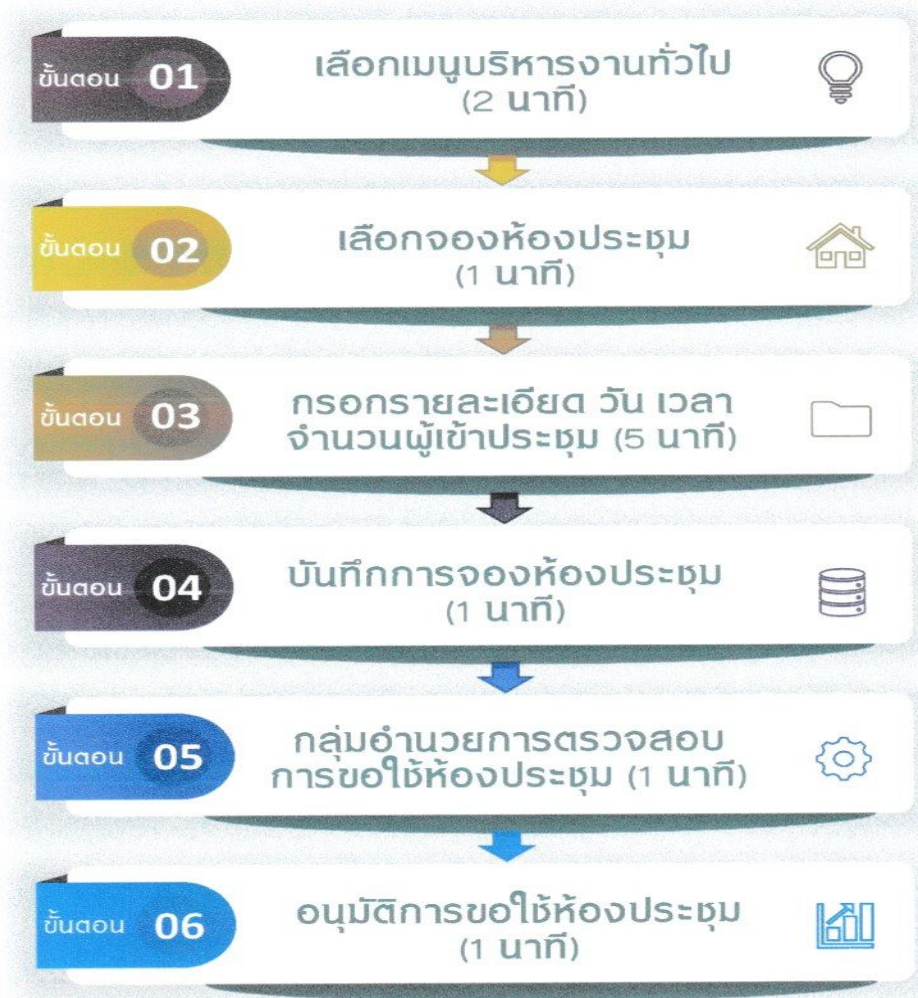 ขั้นตอน 01
เลือกเมนูบริหารงานทั่วไป
(2 นาที)
ขั้นตอน 02
เลือกจองห้องประชุม
(1 นาที)
ขั้นตอน 03
กรอกรายละเอียด วัน เวลา
จำนวนผู้เข้าประชุม (5 นาที)
ขั้นตอน 04
บันทึกการจองห้องประชุม
(1 นาที)
ขั้นตอน 05
กลุ่มอำนวยการตรวจสอบ
การขอใช้ห้องประชุม (1 นาที)
ขั้นตอน 06
อนุมัติการขอใช้ห้องประชุม
(1 นาที)